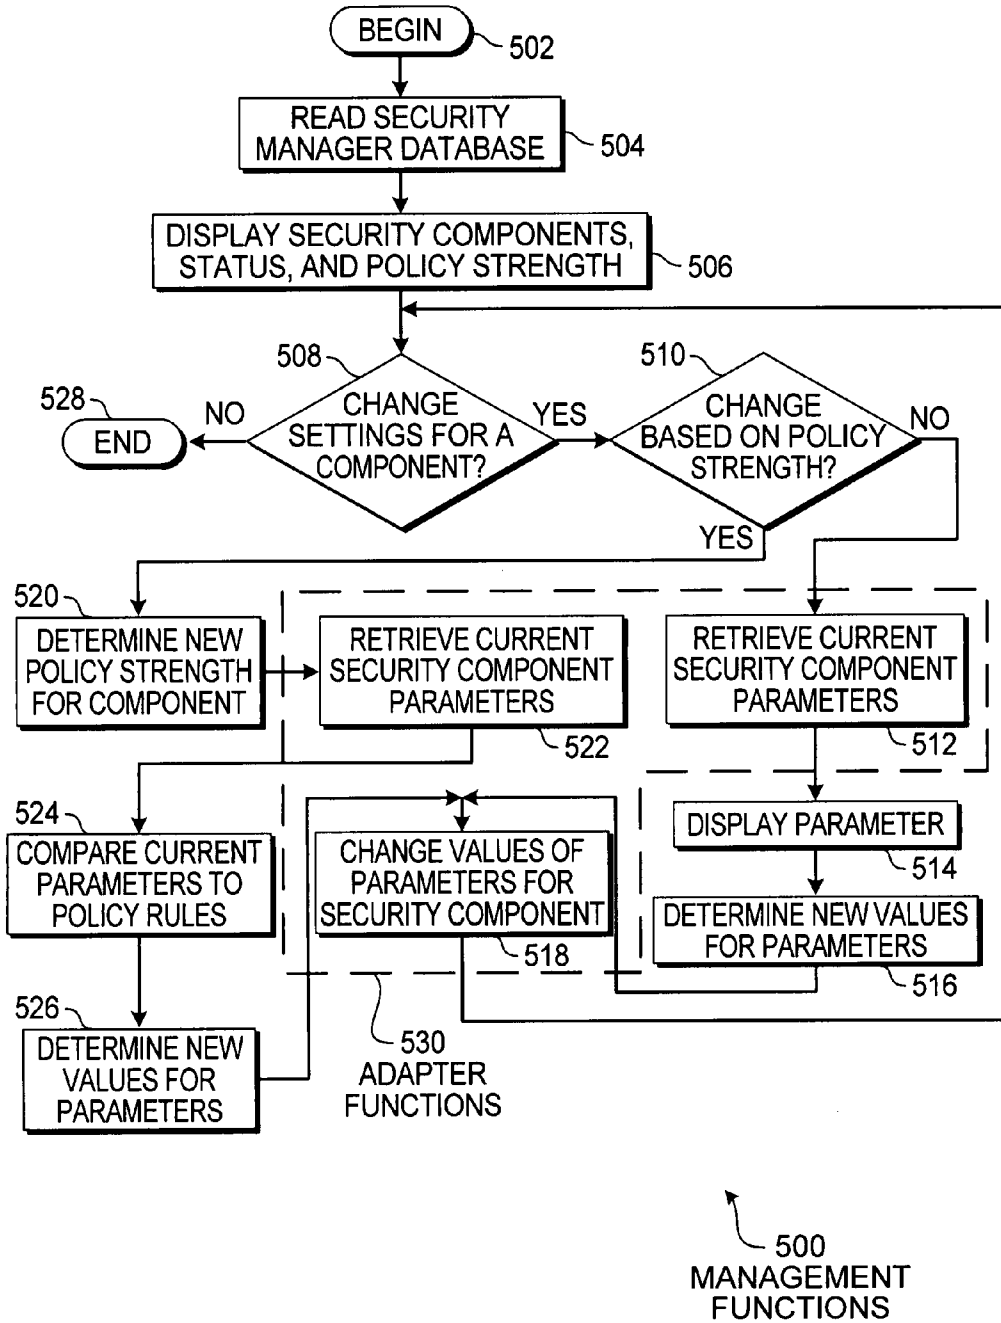 BEGIN
502
READ SECURITY
MANAGER DATABASE
504
DISPLAY SECURITY COMPONENTS,
STATUS, AND POLICY STRENGTH
506
508
CHANGE
SETTINGS FOR A
COMPONENT?
NO
528
END
YES
510
CHANGE
BASED ON POLICY
STRENGTH?
NO
YES
520
DETERMINE NEW
POLICY STRENGTH
FOR COMPONENT
RETRIEVE CURRENT
SECURITY COMPONENT
PARAMETERS
522
RETRIEVE CURRENT
SECURITY COMPONENT
PARAMETERS
512
524
COMPARE CURRENT
PARAMETERS TO
POLICY RULES
CHANGE VALUES OF
PARAMETERS FOR
SECURITY COMPONENT
518
DISPLAY PARAMETER
514
DETERMINE NEW VALUES
FOR PARAMETERS
516
526
DETERMINE NEW
VALUES FOR
PARAMETERS
530
ADAPTER
FUNCTIONS
500
MANAGEMENT
FUNCTIONS